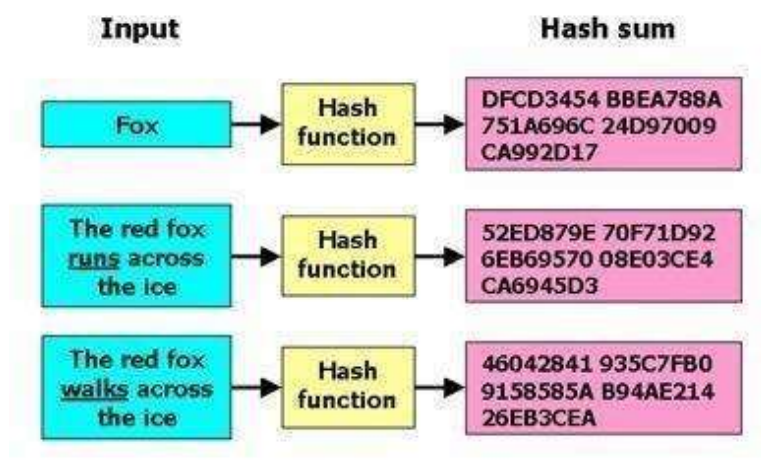 Input
Hash sum
Fox
Hash
function
DFCD3454 BBEA788A
751A696C 24D97009
CA992D17
The red fox
runs across
the ice
Hash
function
52ED879E 70F71D92
6EB69570 08E03CE4
CA6945D3
The red fox
walks across
the ice
Hash
function
46042841 935C7FB0
9158585A B94AE214
26EB3CEA